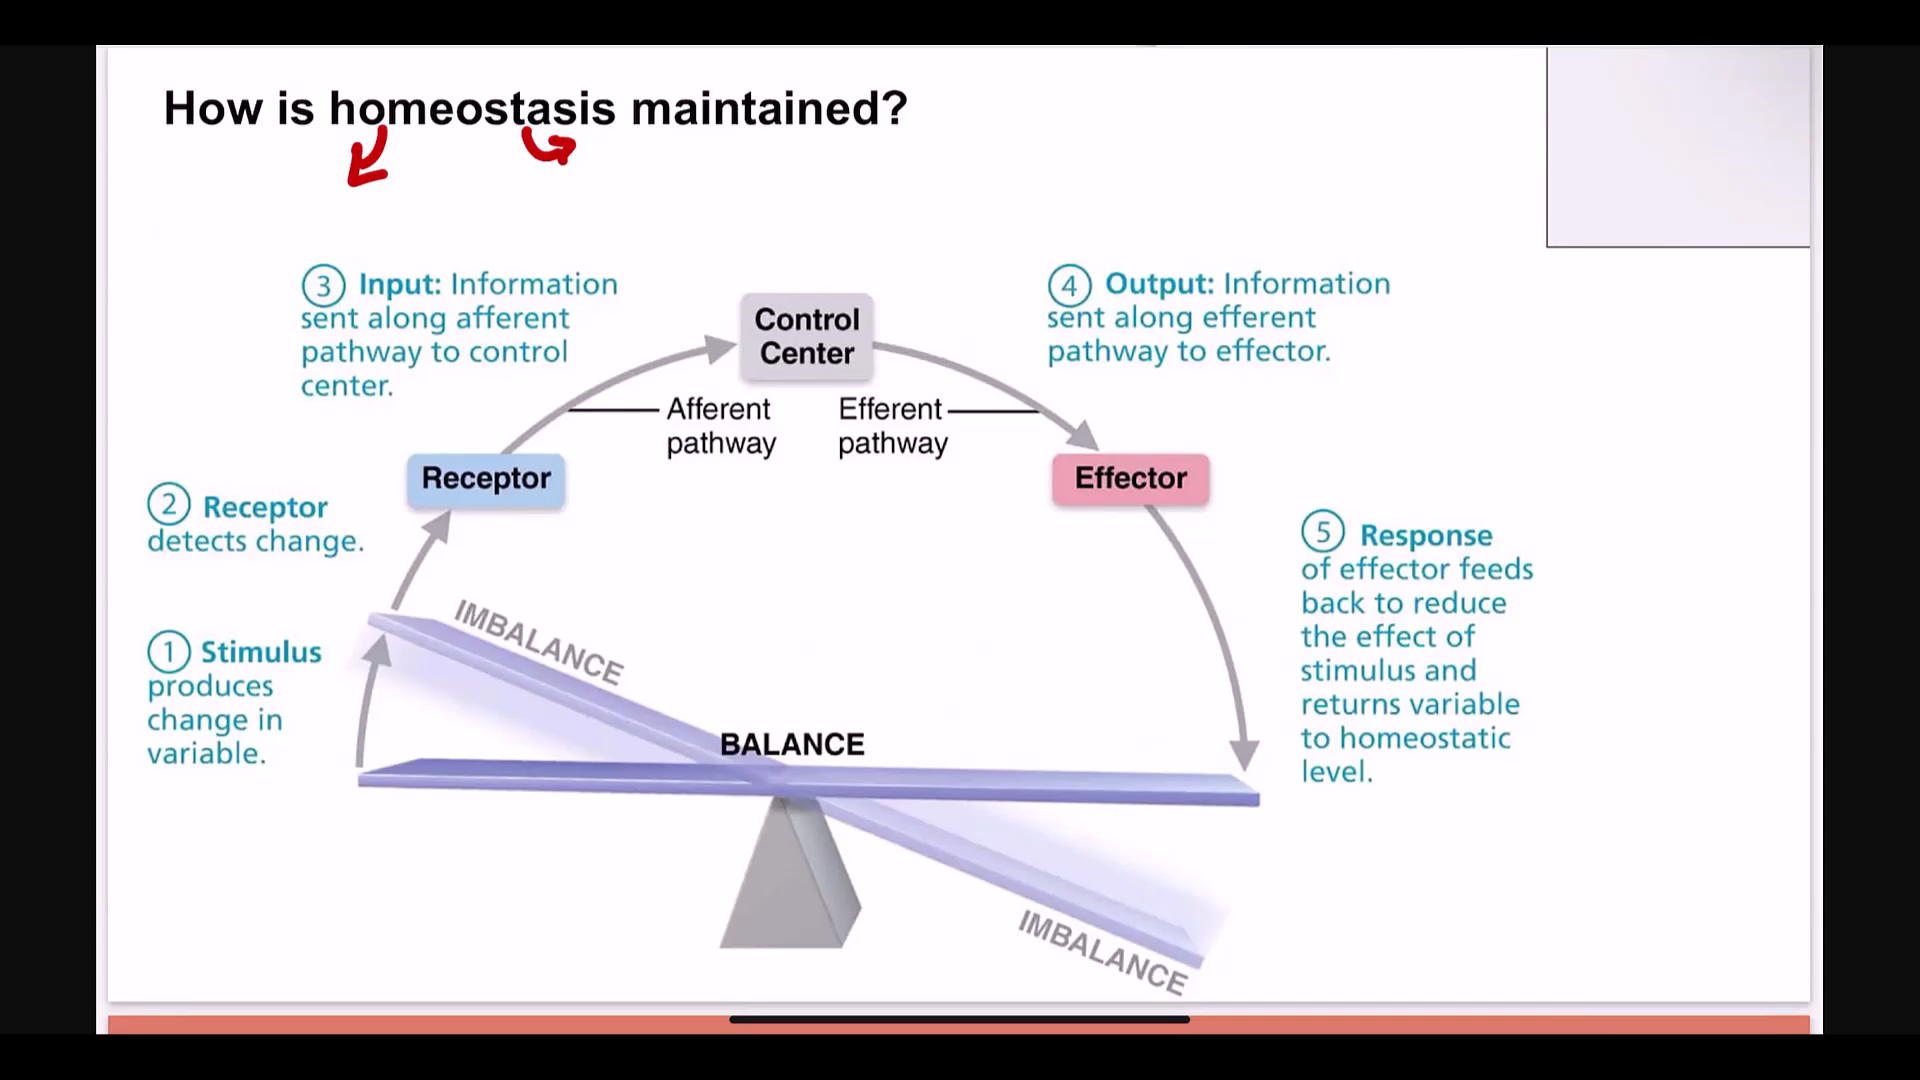 How is homeostasis maintained?
3 Input: Information
sent along afferent
pathway to control
center.
Control
Center
4 Output: Information
sent along efferent
pathway to effector.
Afferent
pathway
Efferent
pathway
Receptor
Effector
2 Receptor
detects change.
5 Response
of effector feeds
back to reduce
the effect of
stimulus and
returns variable
to homeostatic
level.
IMBALANCE
1 Stimulus
produces
change in
variable.
BALANCE
IMBALANCE